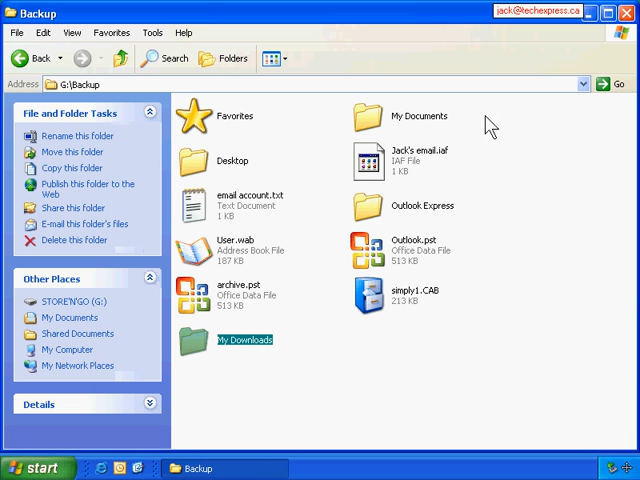 Backup
jack@techexpress.ca
File Edit View Favorites Tools Help
Back Search Folders
Address G:\Backup Go
File and Folder Tasks
Rename this folder
Move this folder
Copy this folder
Publish this folder to the
Web
Share this folder
E-mail this folder's files
Delete this folder
Other Places
STORE'N'GO (G:)
My Documents
Shared Documents
My Computer
My Network Places
Details
Favorites
My Documents
Desktop
Jack's email.iaf
IAF File
1 KB
email account.txt
Text Document
1 KB
Outlook Express
User.wab
Address Book File
187 KB
Outlook.pst
Office Data File
513 KB
archive.pst
Office Data File
513 KB
simply1.CAB
213 KB
My Downloads
start
Backup